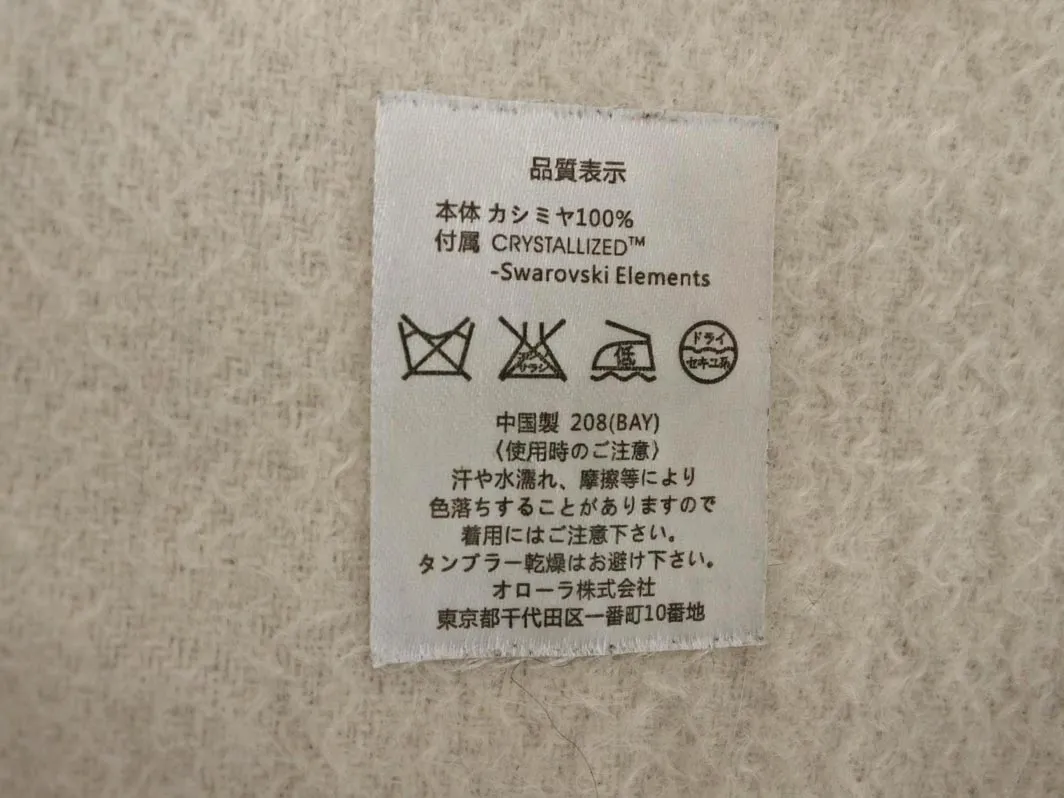 品質表示
本体 カシミヤ100%
付属 CRYSTALLIZED™
-Swarovski Elements
低
ドライ
セキユ系
中国製 208(BAY)
〈使用時のご注意〉
汗や水濡れ、摩擦等により
色落ちすることがありますので
着用にはご注意下さい。
タンブラー乾燥はお避け下さい。
オローラ株式会社
東京都千代田区一番町10番地